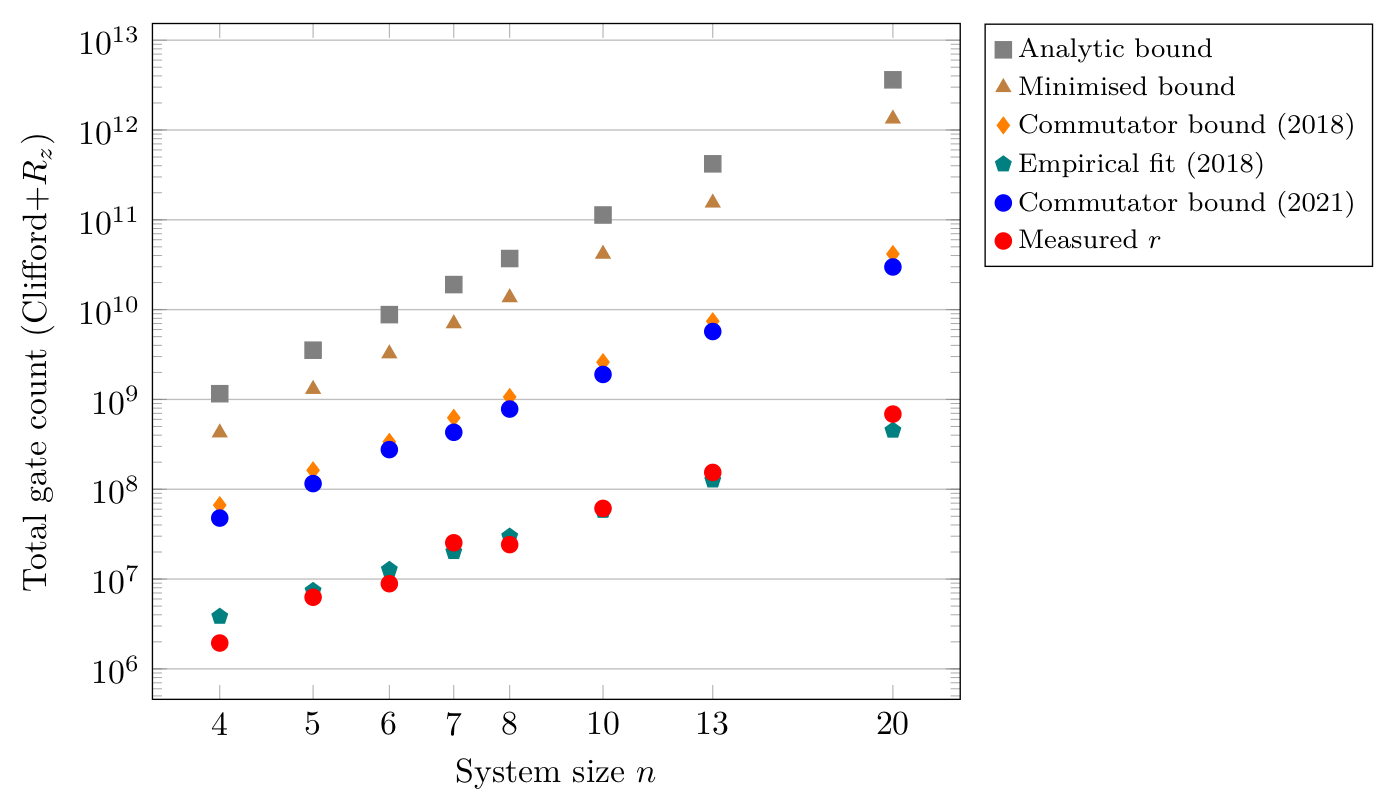 10^13
10^12
10^11
10^10
10^9
10^8
10^7
10^6
Total gate count (Clifford+R_z)
4 5 6 7 8 10 13 20
System size n
Analytic bound
Minimised bound
Commutator bound (2018)
Empirical fit (2018)
Commutator bound (2021)
Measured r